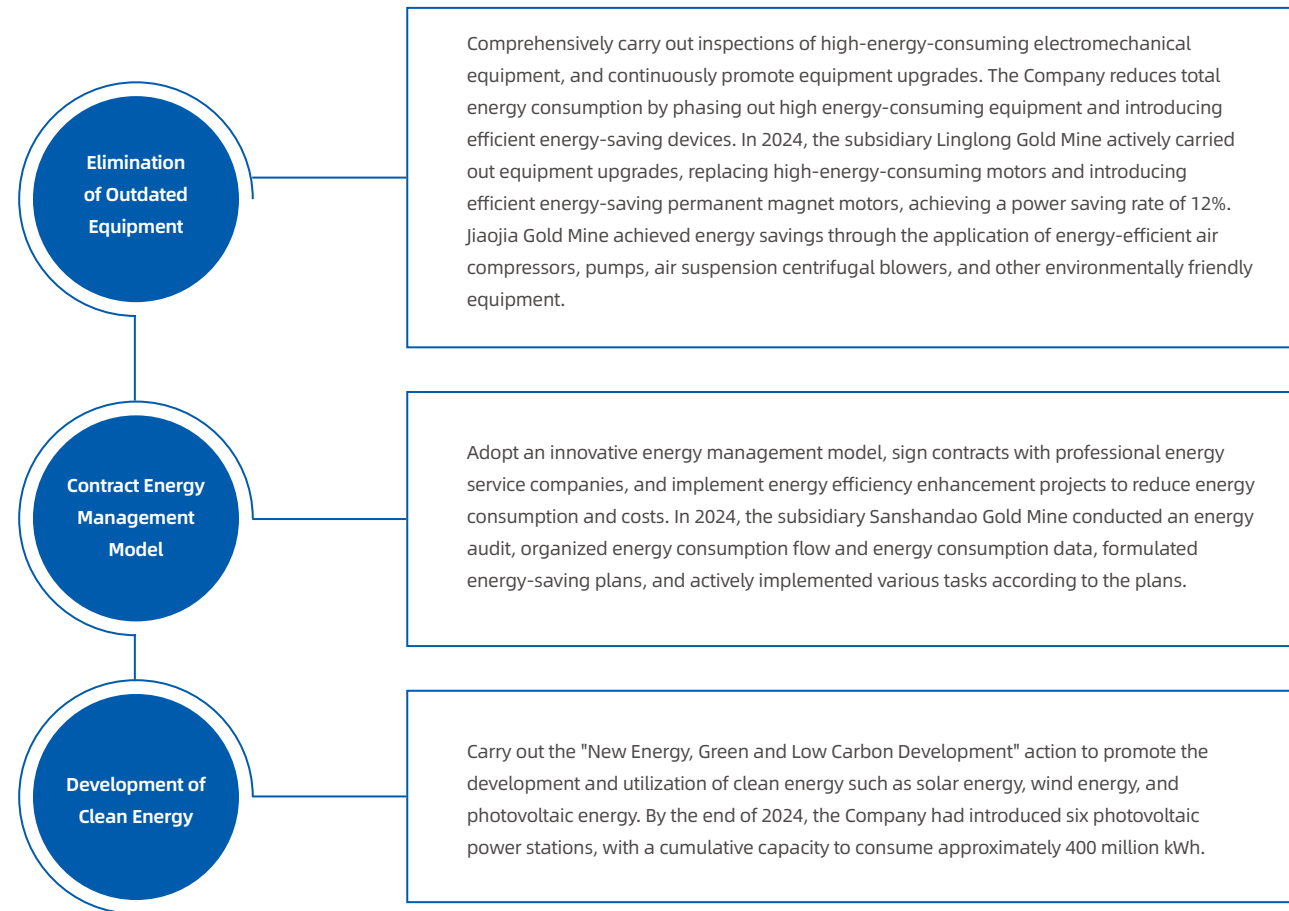 Elimination
of Outdated
Equipment
Comprehensively carry out inspections of high-energy-consuming electromechanical
equipment, and continuously promote equipment upgrades. The Company reduces total
energy consumption by phasing out high energy-consuming equipment and introducing
efficient energy-saving devices. In 2024, the subsidiary Linglong Gold Mine actively carried
out equipment upgrades, replacing high-energy-consuming motors and introducing
efficient energy-saving permanent magnet motors, achieving a power saving rate of 12%.
Jiaojia Gold Mine achieved energy savings through the application of energy-efficient air
compressors, pumps, air suspension centrifugal blowers, and other environmentally friendly
equipment.
Contract Energy
Management
Model
Adopt an innovative energy management model, sign contracts with professional energy
service companies, and implement energy efficiency enhancement projects to reduce energy
consumption and costs. In 2024, the subsidiary Sanshandao Gold Mine conducted an energy
audit, organized energy consumption flow and energy consumption data, formulated
energy-saving plans, and actively implemented various tasks according to the plans.
Development of
Clean Energy
Carry out the "New Energy, Green and Low Carbon Development" action to promote the
development and utilization of clean energy such as solar energy, wind energy, and
photovoltaic energy. By the end of 2024, the Company had introduced six photovoltaic
power stations, with a cumulative capacity to consume approximately 400 million kWh.